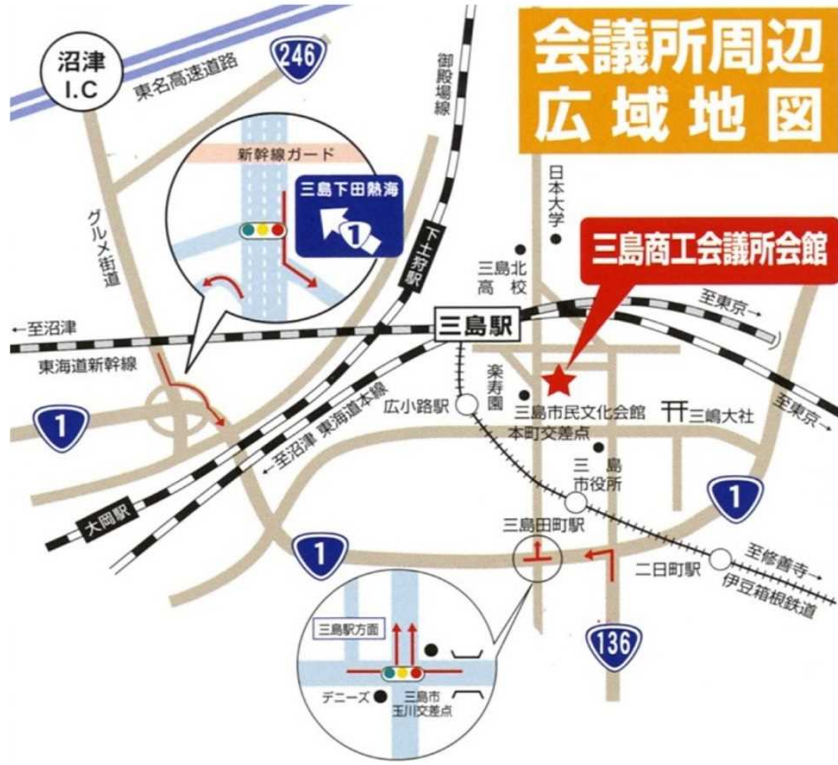 会議所周辺
広域地図
沼津
I.C
東名高速道路
246
御殿場線
新幹線ガード
三島下田熱海
1
グルメ街道
下土狩駅
日本大学
三島北
高校
三島商工会議所会館
三島駅
至東京→
←至沼津
東海道新幹線
楽寿園
広小路駅
三島市民文化会館
本町交差点
三嶋大社
至東京→
1
←至沼津 東海道本線
三島
市役所
大岡駅
1
三島田町駅
1
二日町駅
至修善寺→
伊豆箱根鉄道
136
三島駅方面
デニーズ
三島市
玉川交差点